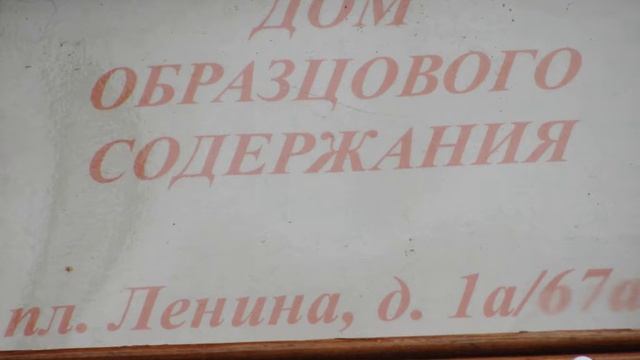 ДОМ
ОБРАЗЦОВОГО
СОДЕРЖАНИЯ
пл. Ленина, д. 1а/67а